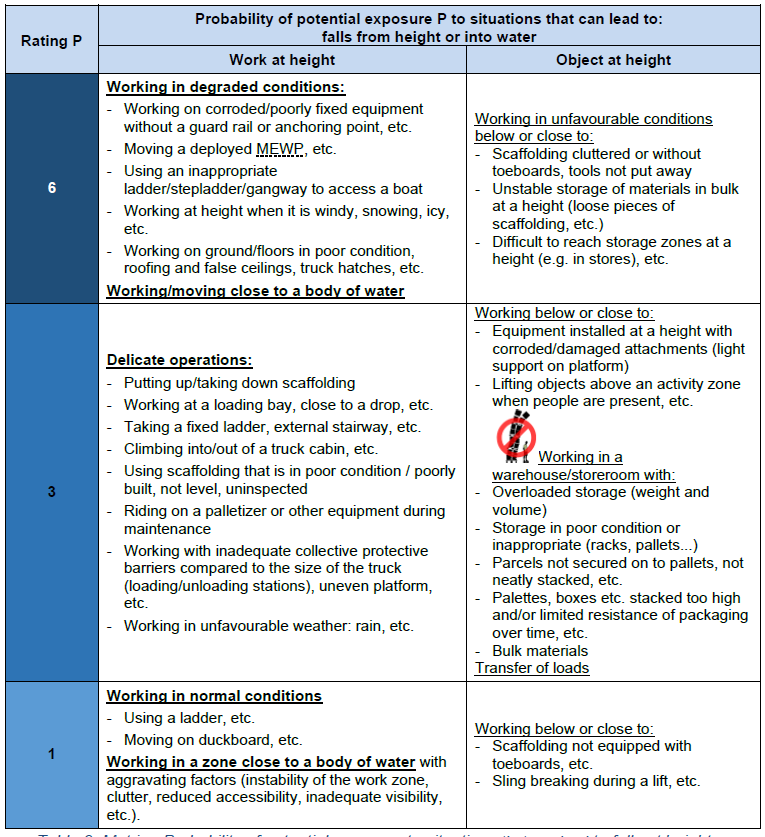 Rating P
Probability of potential exposure P to situations that can lead to:
falls from height or into water
Work at height
Object at height
6
Working in degraded conditions:
- Working on corroded/poorly fixed equipment
without a guard rail or anchoring point, etc.
- Moving a deployed MEWP, etc.
- Using an inappropriate
ladder/stepladder/gangway to access a boat
- Working at height when it is windy, snowing, icy,
etc.
- Working on ground/floors in poor condition,
roofing and false ceilings, truck hatches, etc.
Working/moving close to a body of water
Working in unfavourable conditions
below or close to:
- Scaffolding cluttered or without
toeboards, tools not put away
- Unstable storage of materials in bulk
at a height (loose pieces of
scaffolding, etc.)
- Difficult to reach storage zones at a
height (e.g. in stores), etc.
3
Delicate operations:
- Putting up/taking down scaffolding
- Working at a loading bay, close to a drop, etc.
- Taking a fixed ladder, external stairway, etc.
- Climbing into/out of a truck cabin, etc.
- Using scaffolding that is in poor condition / poorly
built, not level, uninspected
- Riding on a palletizer or other equipment during
maintenance
- Working with inadequate collective protective
barriers compared to the size of the truck
(loading/unloading stations), uneven platform,
etc.
- Working in unfavourable weather: rain, etc.
Working below or close to:
- Equipment installed at a height with
corroded/damaged attachments (light
support on platform)
- Lifting objects above an activity zone
when people are present, etc.
Working in a
warehouse/storeroom with:
- Overloaded storage (weight and
volume)
- Storage in poor condition or
inappropriate (racks, pallets...)
- Parcels not secured on to pallets, not
neatly stacked, etc.
- Palettes, boxes etc. stacked too high
and/or limited resistance of packaging
over time, etc.
- Bulk materials
Transfer of loads
1
Working in normal conditions
- Using a ladder, etc.
- Moving on duckboard, etc.
Working in a zone close to a body of water with
aggravating factors (instability of the work zone,
clutter, reduced accessibility, inadequate visibility,
etc.).
Working below or close to:
- Scaffolding not equipped with
toeboards, etc.
- Sling breaking during a lift, etc.